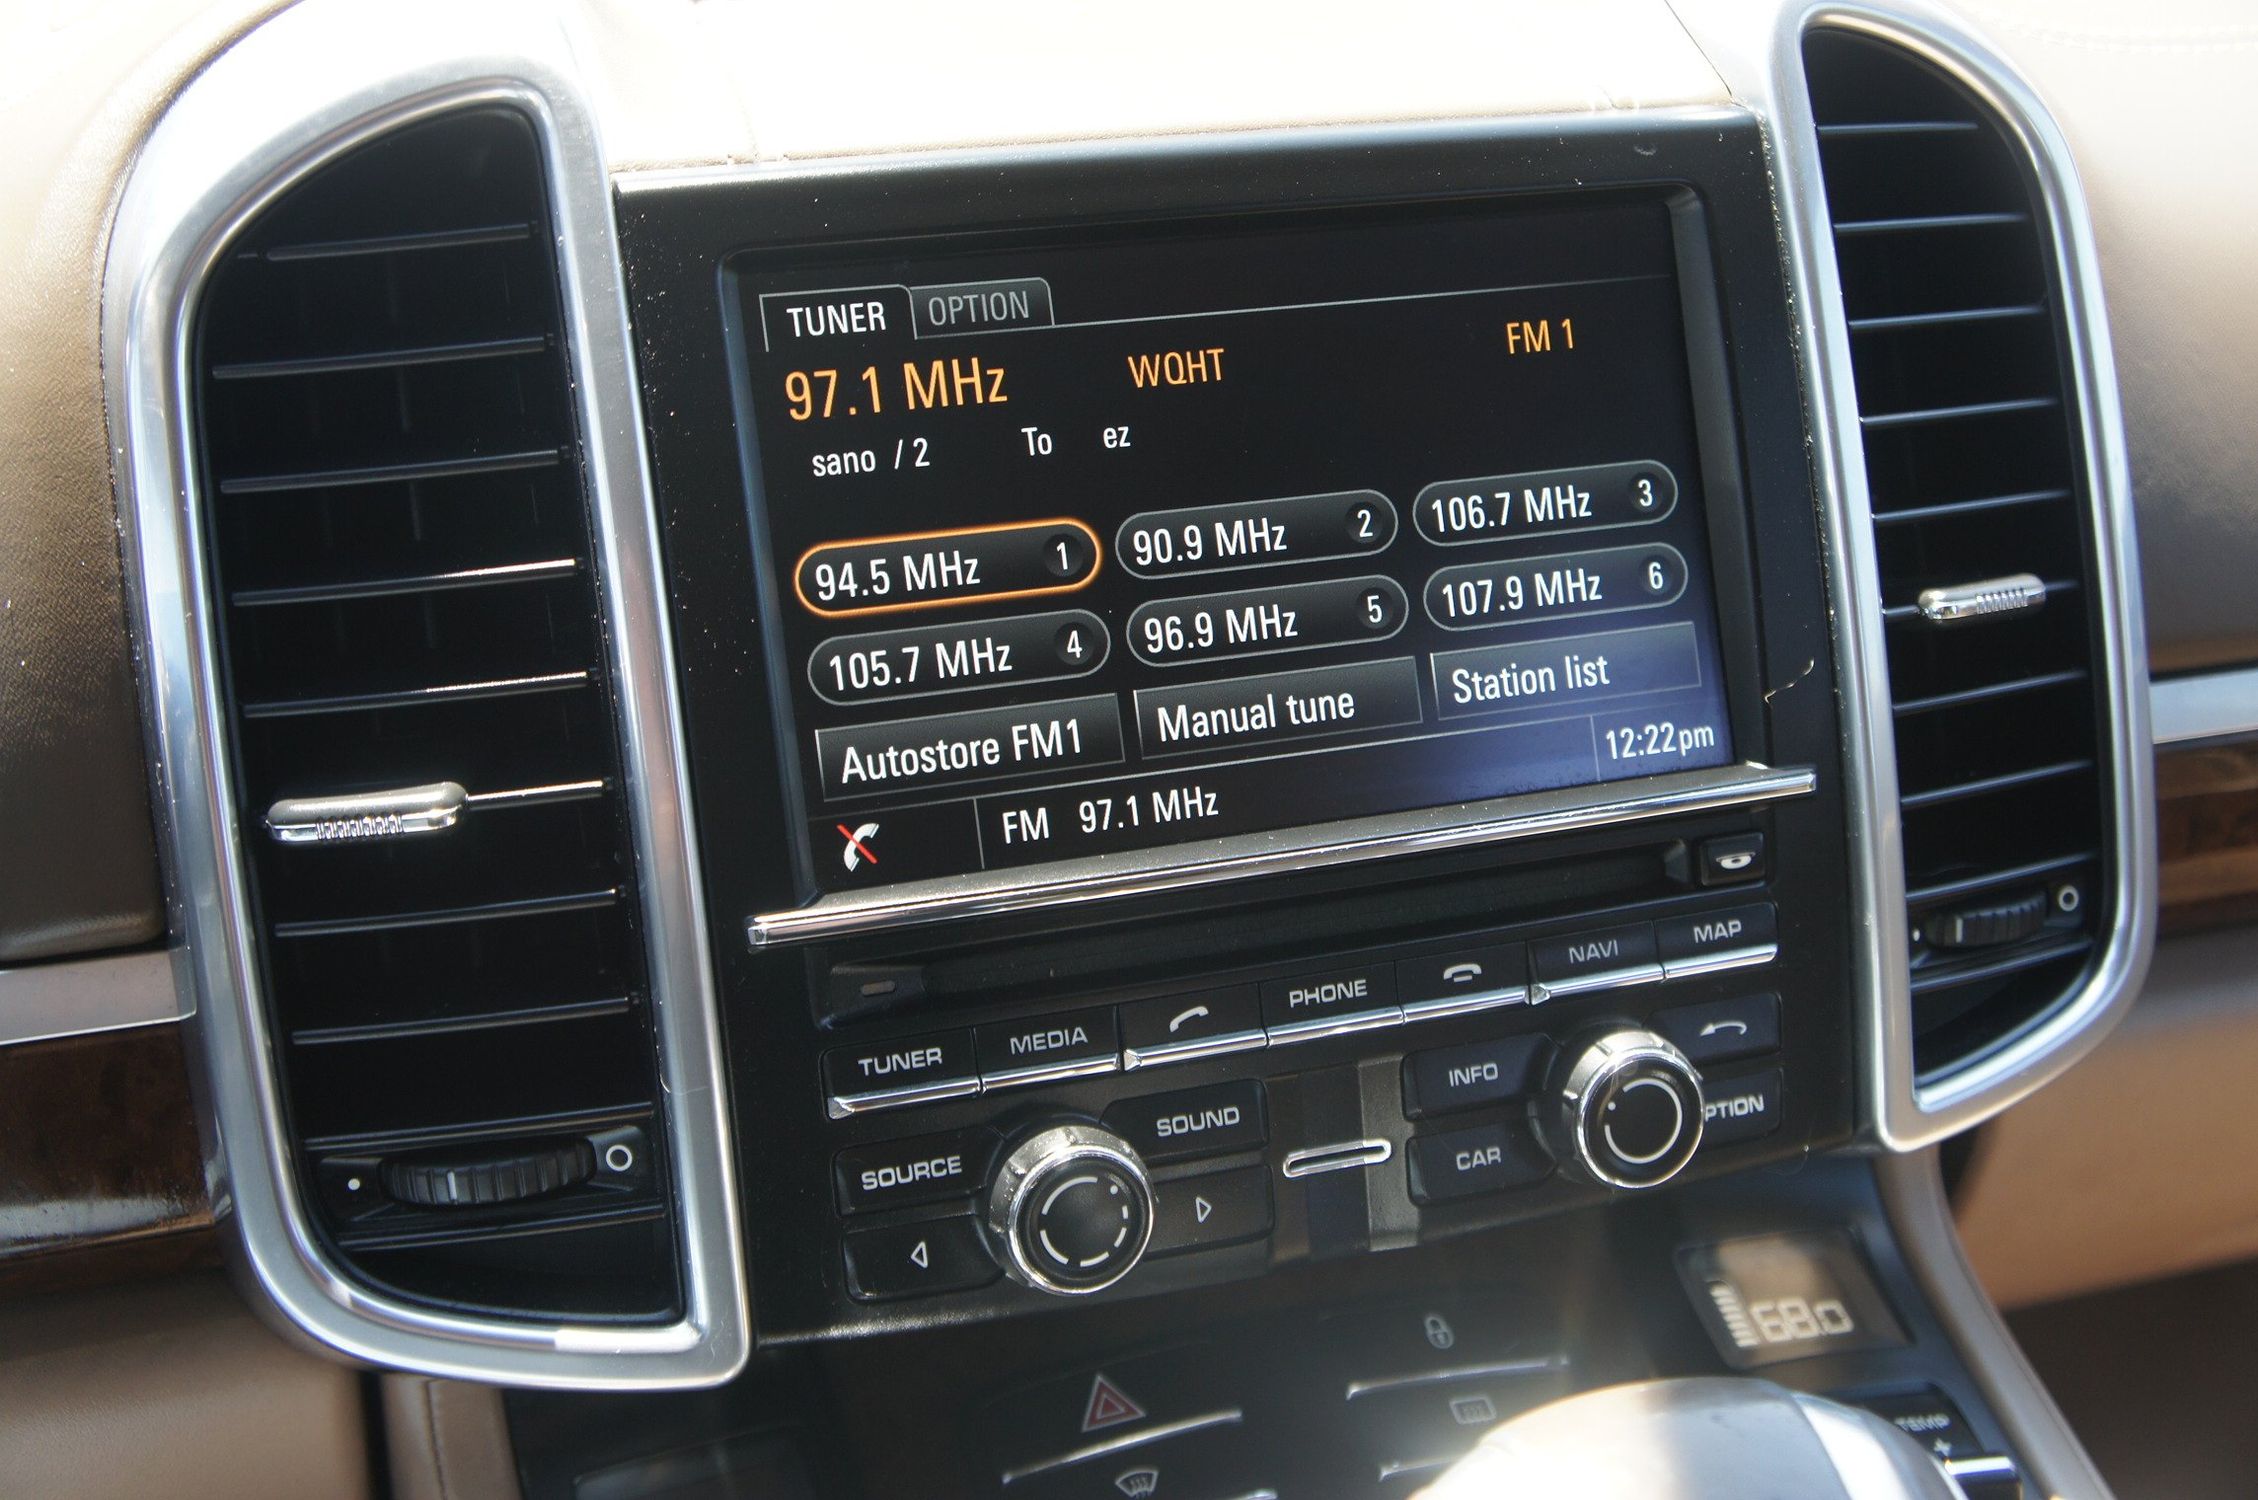 TUNER OPTION
97.1 MHz WQHT FM 1
sano / 2 To ez
94.5 MHz 1 90.9 MHz 2 106.7 MHz 3
105.7 MHz 4 96.9 MHz 5 107.9 MHz 6
Autostore FM1 Manual tune Station list
FM 97.1 MHz 12:22pm
TUNER MEDIA PHONE NAVI MAP
SOURCE SOUND INFO
CAR PTION
68.0
TEMP
+